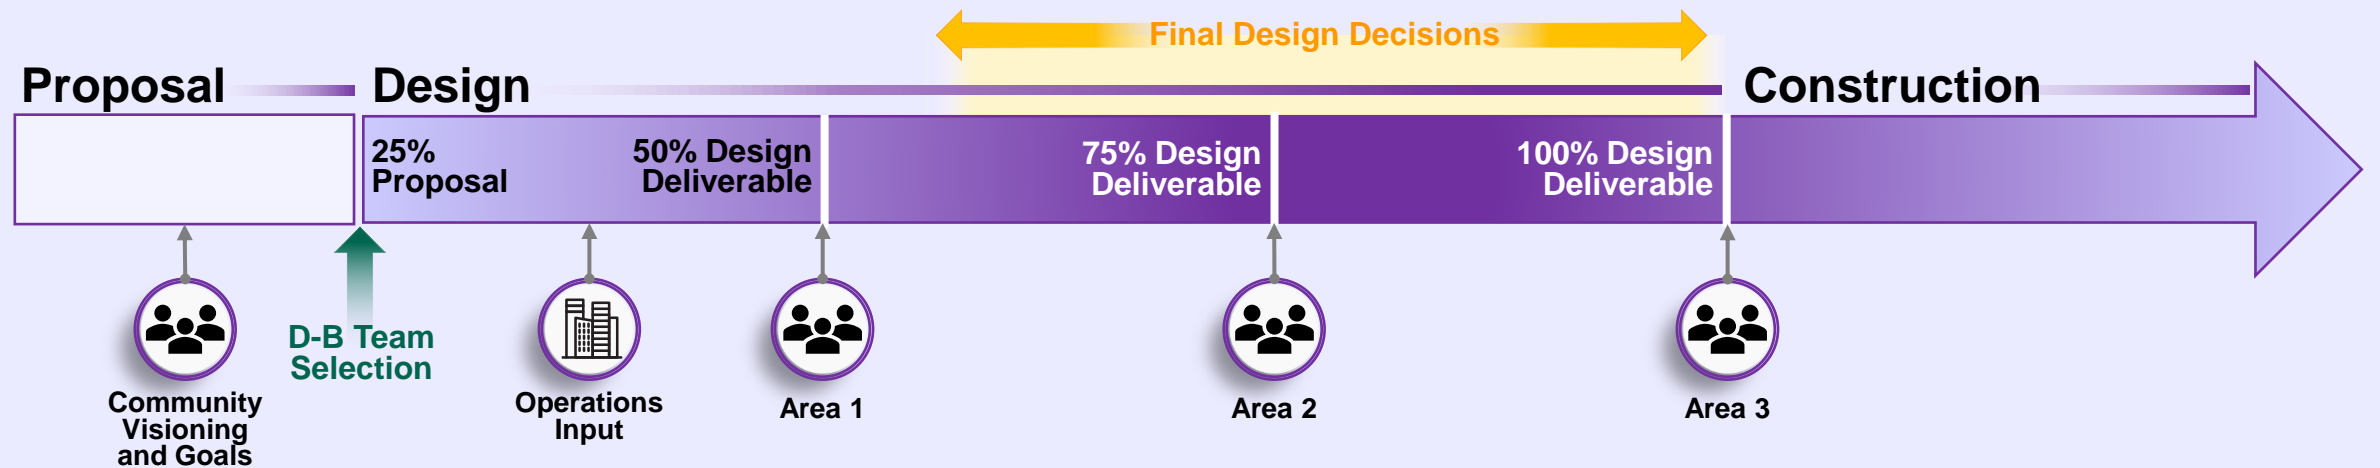 Final Design Decisions
Proposal
Design
Construction
25%
Proposal
50% Design
Deliverable
75% Design
Deliverable
100% Design
Deliverable
D-B Team
Selection
Community
Visioning
and Goals
Operations
Input
Area 1
Area 2
Area 3